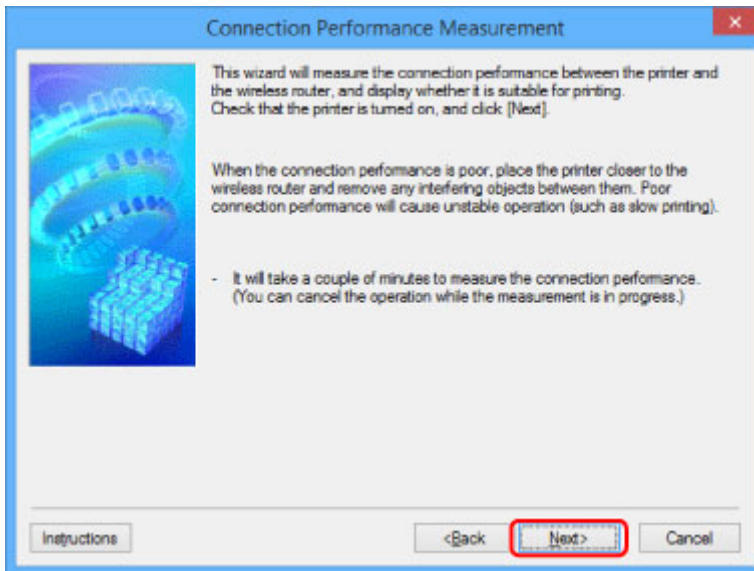 Connection Performance Measurement
This wizard will measure the connection performance between the printer and
the wireless router, and display whether it is suitable for printing.
Check that the printer is turned on, and click [Next].
When the connection performance is poor, place the printer closer to the
wireless router and remove any interfering objects between them. Poor
connection performance will cause unstable operation (such as slow printing).
- It will take a couple of minutes to measure the connection performance.
(You can cancel the operation while the measurement is in progress.)
Instructions <Back Next> Cancel